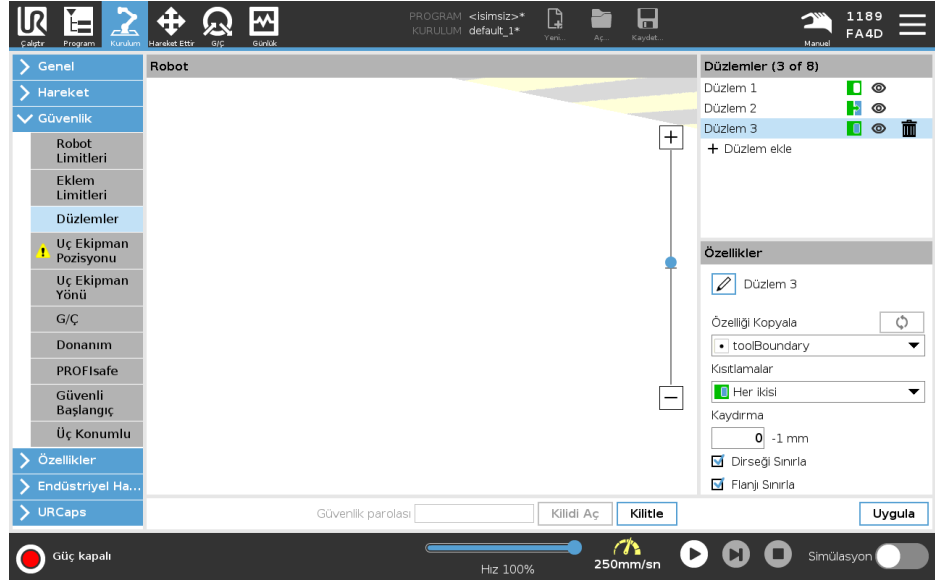 PROGRAM <isimsiz>*
KURULUM default_1*
Çalıştır
Program
Kurulum
Hareket Ettir
G/Ç
Günlük
Yeni...
Aç...
Kaydet...
Manuel
1189
FA4D
Genel
Hareket
Güvenlik
Robot
Limitleri
Eklem
Limitleri
Düzlemler
Uç Ekipman
Pozisyonu
Uç Ekipman
Yönü
G/Ç
Donanım
PROFIsafe
Güvenli
Başlangıç
Üç Konumlu
Özellikler
Endüstriyel Ha...
URCaps
Robot
Düzlemler (3 of 8)
Düzlem 1
Düzlem 2
Düzlem 3
+ Düzlem ekle
Özellikler
Düzlem 3
Özelliği Kopyala
toolBoundary
Kısıtlamalar
Her ikisi
Kaydırma
0 -1 mm
Dirseği Sınırla
Flanjı Sınırla
Güvenlik parolası
Kilidi Aç
Kilitle
Uygula
Güç kapalı
Hız 100%
250mm/sn
Simülasyon